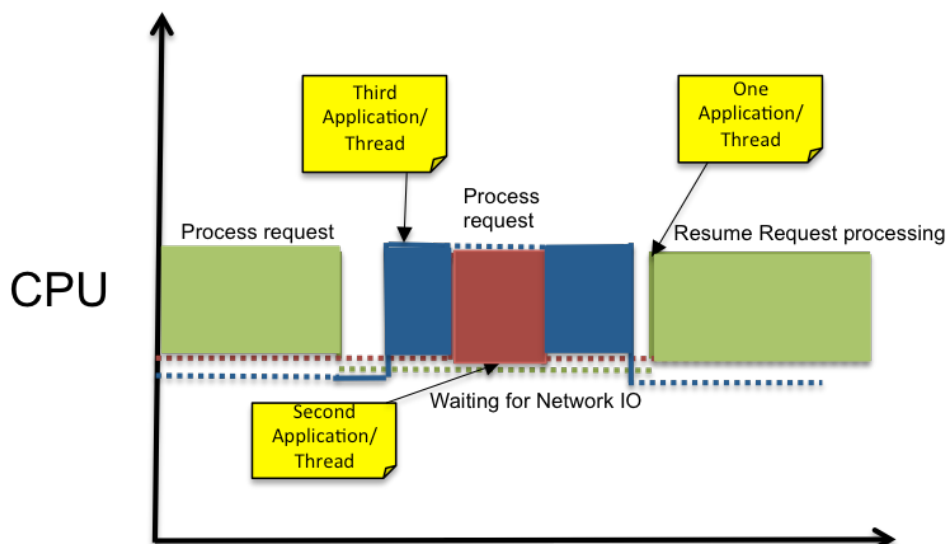 Third
Application/
Thread
One
Application/
Thread
Process
request
Process request
Resume Request processing
CPU
Waiting for Network IO
Second
Application/
Thread